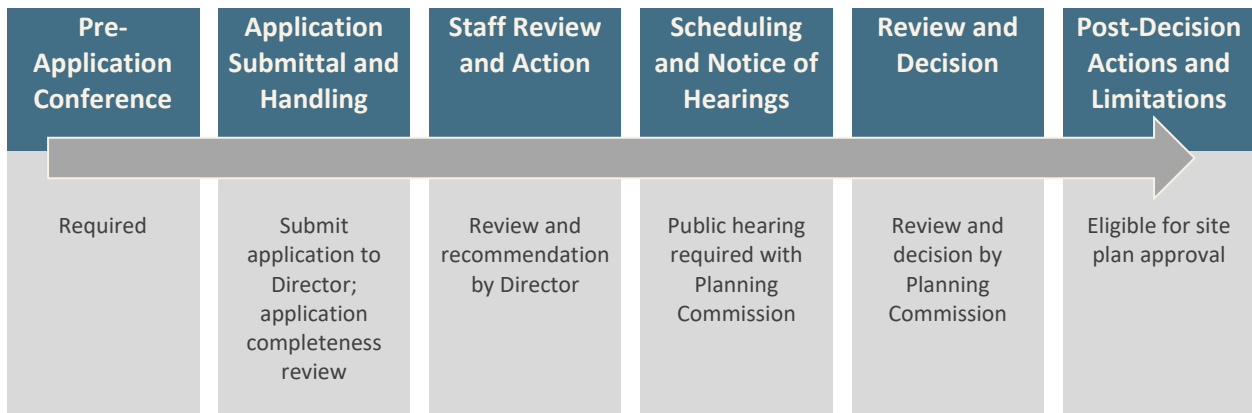 Pre-
Application
Conference
Application
Submittal and
Handling
Staff Review
and Action
Scheduling
and Notice of
Hearings
Review and
Decision
Post-Decision
Actions and
Limitations
Required
Submit
application to
Director;
application
completeness
review
Review and
recommendation
by Director
Public hearing
required with
Planning
Commission
Review and
decision by
Planning
Commission
Eligible for site
plan approval